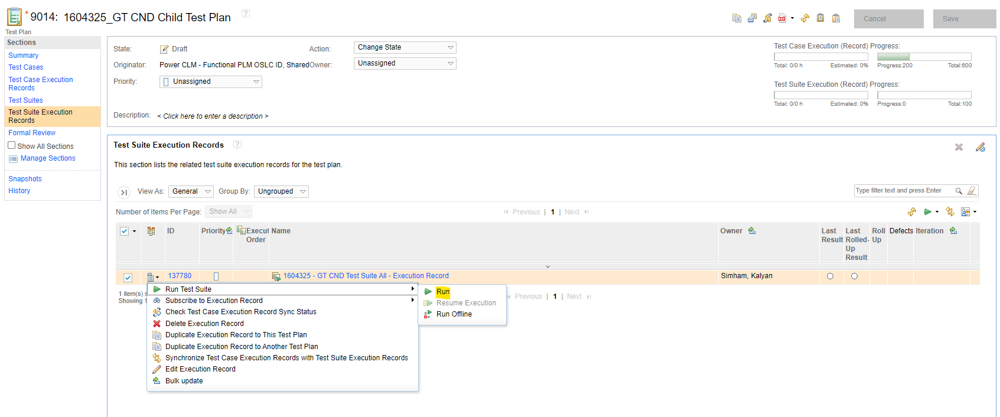 *9014: 1604325_GT CND Child Test Plan ?
Test Plan
Cancel
Save
Sections
Summary
Test Cases
Test Case Execution
Records
Test Suites
Test Suite Execution
Records
Formal Review
Show All Sections
Manage Sections
Snapshots
History
State: Draft
Action: Change State
Originator: Power CLM - Functional PLM OSLC ID, Shared
Owner: Unassigned
Priority: Unassigned
Description: < Click here to enter a description >
Test Case Execution (Record) Progress:
Total: 0/0 h Estimated: 0% Progress:200 Total:600
Test Suite Execution (Record) Progress:
Total: 0/0 h Estimated: 0% Progress:0 Total:100
Test Suite Execution Records ?
This section lists the related test suite execution records for the test plan.
View As: General Group By: Ungrouped
Type filter text and press Enter
Number of Items Per Page: Show All
Previous | 1 | Next
ID
Priority
Execut
Order
Name
Owner
Last
Result
Last
Rolled-
Up
Result
Roll
Up
Defects
Iteration
137780 1604325 - GT CND Test Suite All - Execution Record Simham, Kalyan
1 item(s) s
Showing 1
Previous | 1 | Next
Run Test Suite
Subscribe to Execution Record
Check Test Case Execution Record Sync Status
Delete Execution Record
Duplicate Execution Record to This Test Plan
Duplicate Execution Record to Another Test Plan
Synchronize Test Case Execution Records with Test Suite Execution Records
Edit Execution Record
Bulk update
Run
Resume Execution
Run Offline